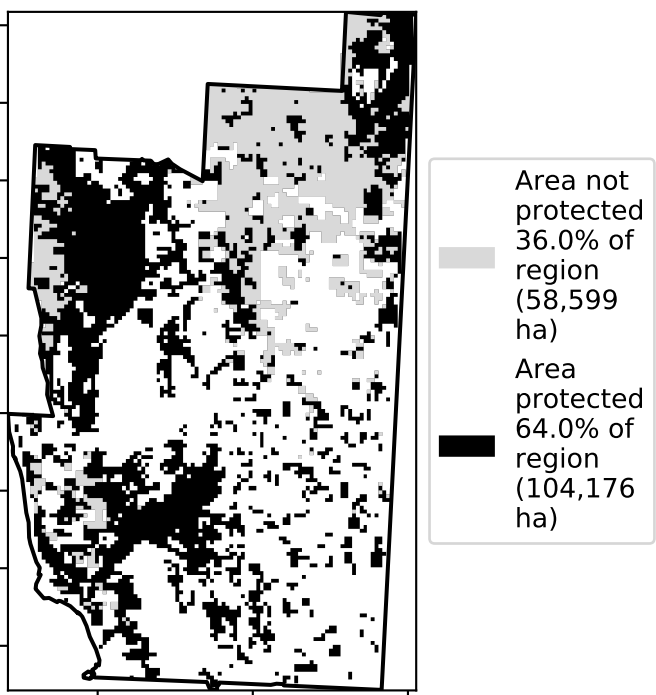 Area not
protected
36.0% of
region
(58,599
ha)
Area
protected
64.0% of
region
(104,176
ha)